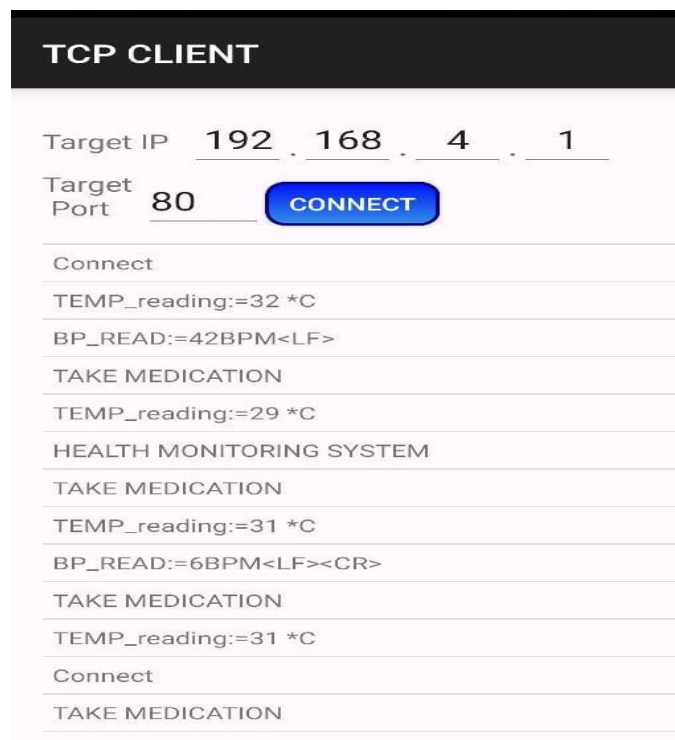 TCP CLIENT
Target IP 192 . 168 . 4 . 1
Target
Port 80 CONNECT
Connect
TEMP_reading:=32 *C
BP_READ:=42BPM<LF>
TAKE MEDICATION
TEMP_reading:=29 *C
HEALTH MONITORING SYSTEM
TAKE MEDICATION
TEMP_reading:=31 *C
BP_READ:=6BPM<LF><CR>
TAKE MEDICATION
TEMP_reading:=31 *C
Connect
TAKE MEDICATION